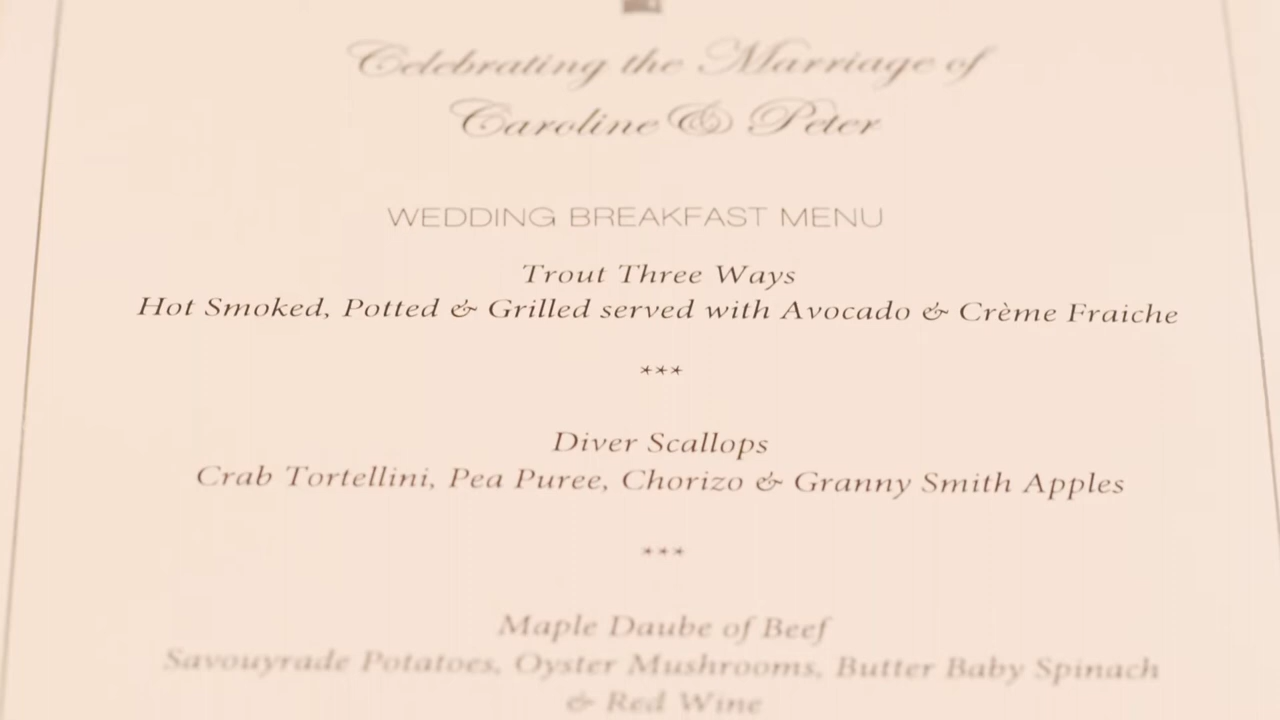 Celebrating the Marriage of
Caroline & Peter
WEDDING BREAKFAST MENU
Trout Three Ways
Hot Smoked, Potted & Grilled served with Avocado & Crème Fraiche
***
Diver Scallops
Crab Tortellini, Pea Puree, Chorizo & Granny Smith Apples
***
Maple Daube of Beef
Savouyrade Potatoes, Oyster Mushrooms, Butter Baby Spinach
& Red Wine